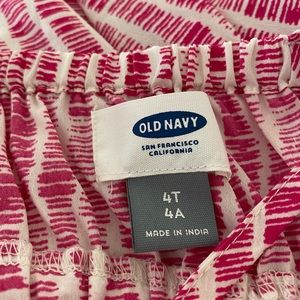 OLD NAVY
SAN FRANCISCO
CALIFORNIA
4T
4A
MADE IN INDIA